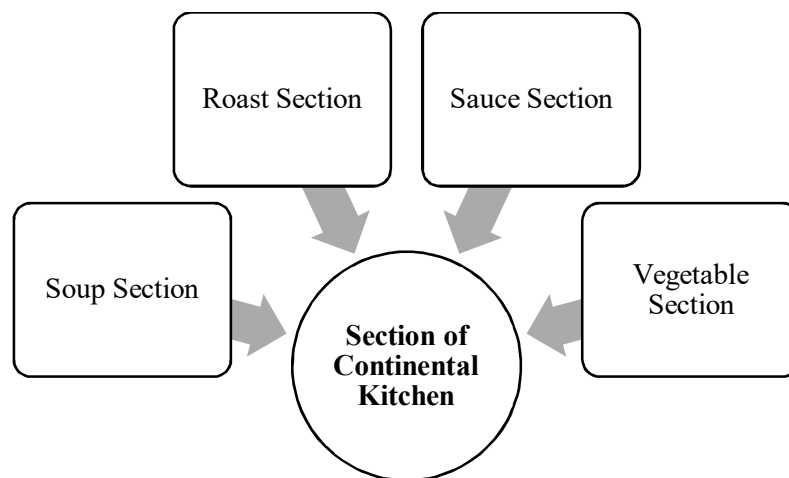 Roast Section
Sauce Section
Soup Section
Vegetable
Section
Section of
Continental
Kitchen